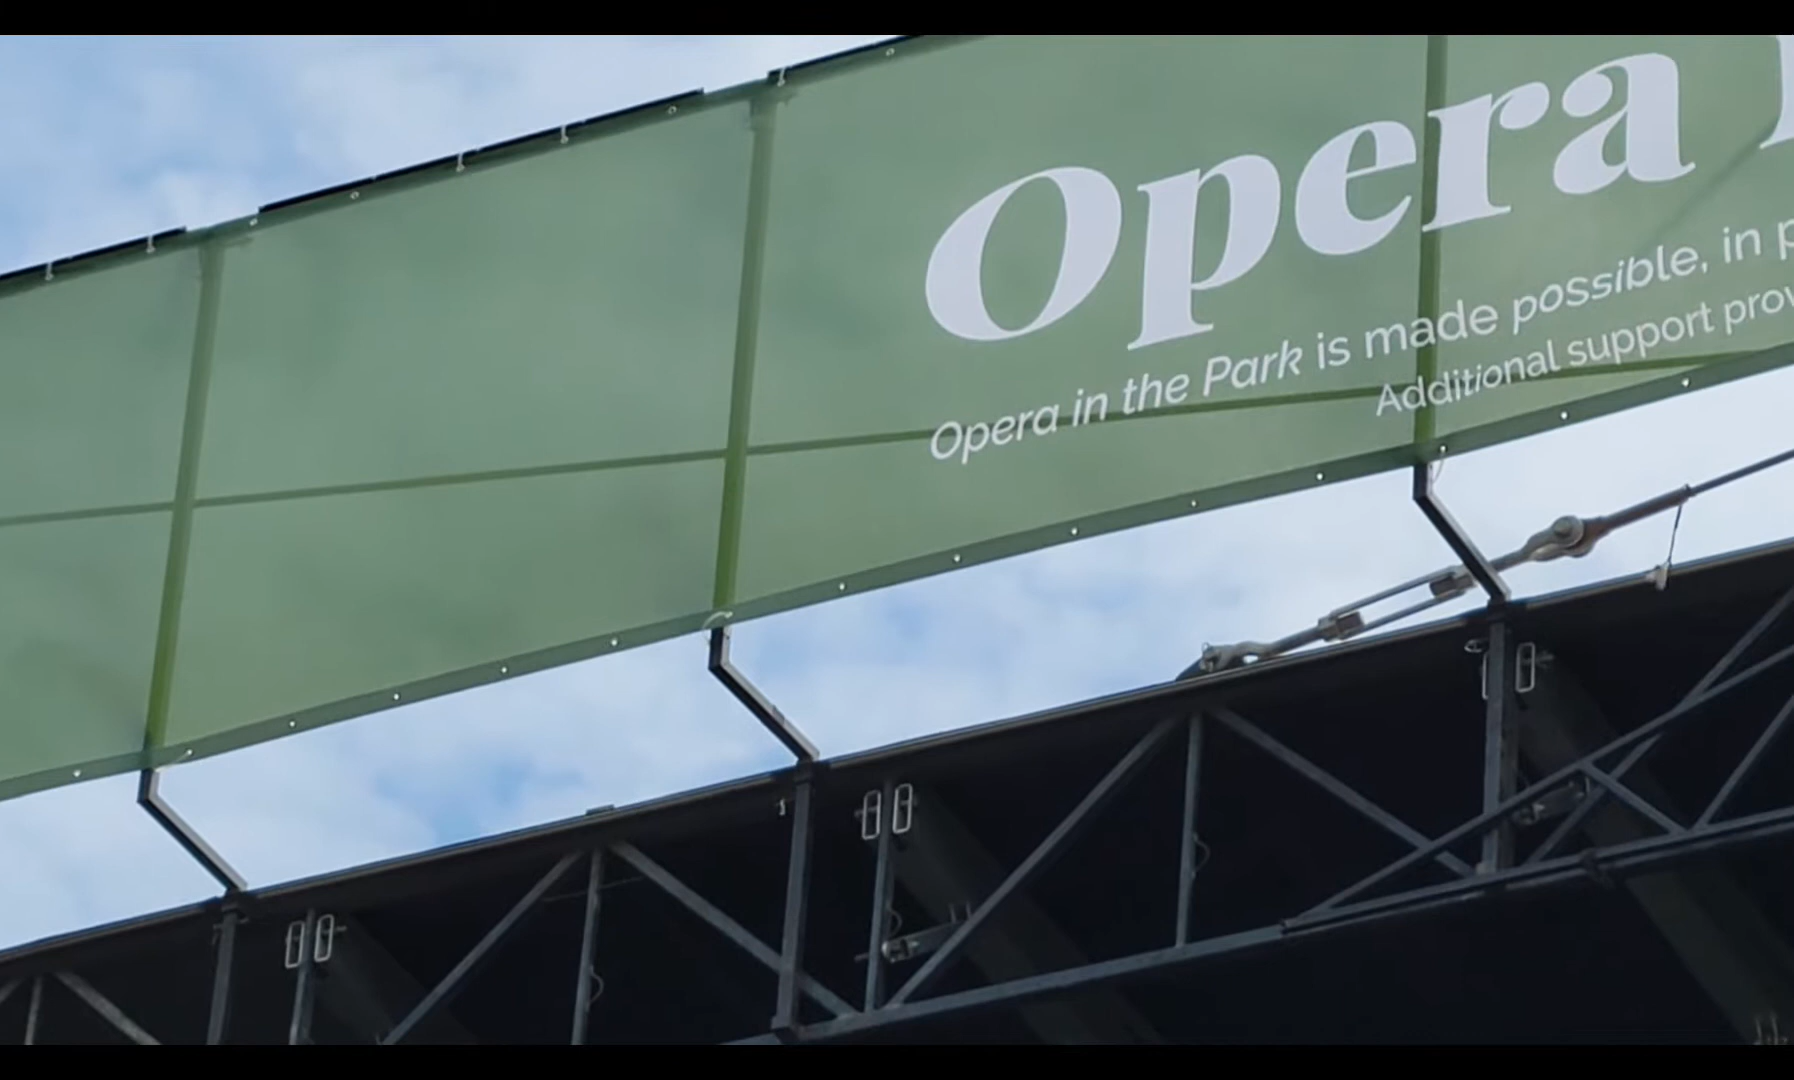 Opera
Opera in the Park is made possible, in
Additional support